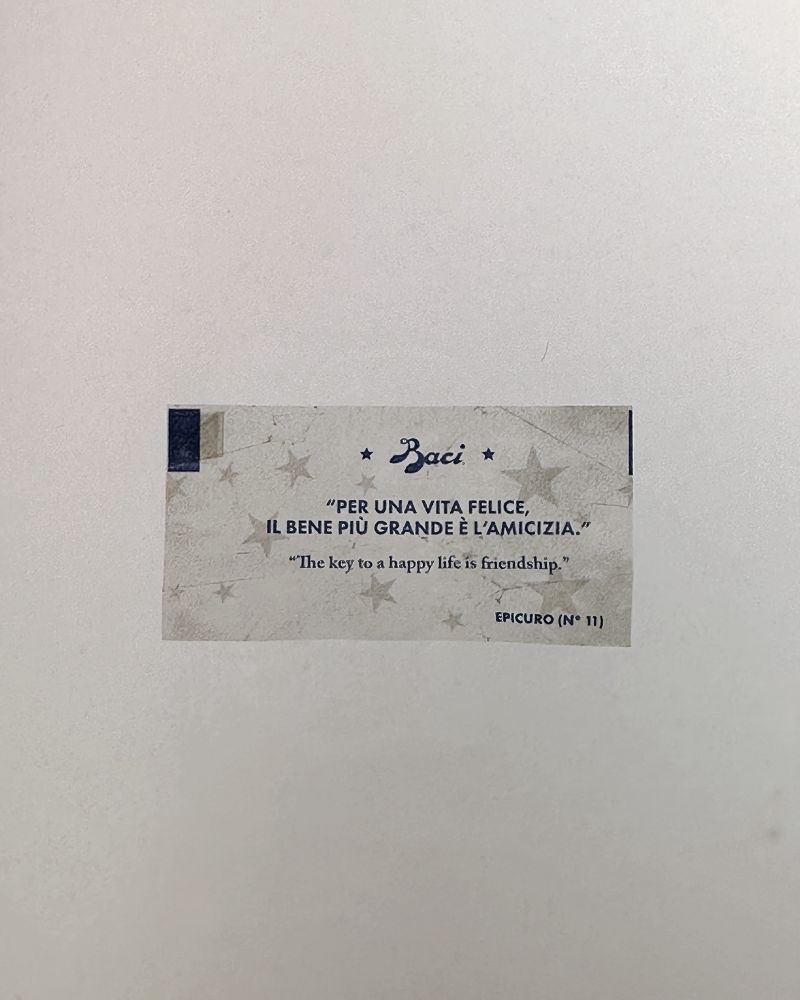 Baci
“PER UNA VITA FELICE,
IL BENE PIÙ GRANDE È L’AMICIZIA.”
“The key to a happy life is friendship.”
EPICURO (N° 11)